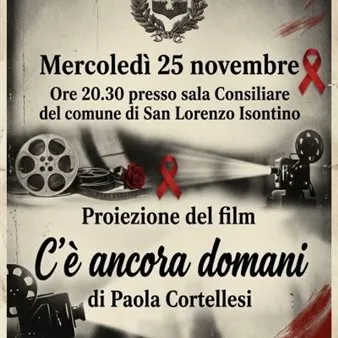 Mercoledì 25 novembre
Ore 20.30 presso sala Consiliare
del comune di San Lorenzo Isontino
Proiezione del film
C'è ancora domani
di Paola Cortellesi